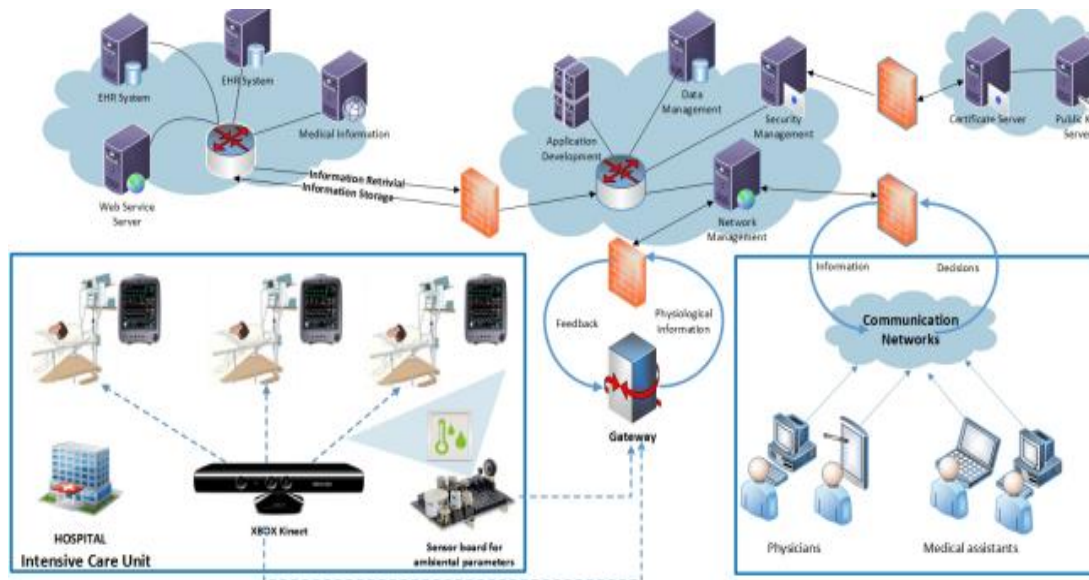 EHR System
EHR System
Medical Information
Web Service
Server
Information Retrivial
Information Storage
Application
Development
Data
Management
Security
Management
Network
Management
Certificate Server
Public K
Server
Information
Decisions
Communication
Networks
Feedback
Physiological
Information
Gateway
HOSPITAL
Intensive Care Unit
XBOX Kinect
Sensor board for
ambiental parameters
Physicians
Medical assistants